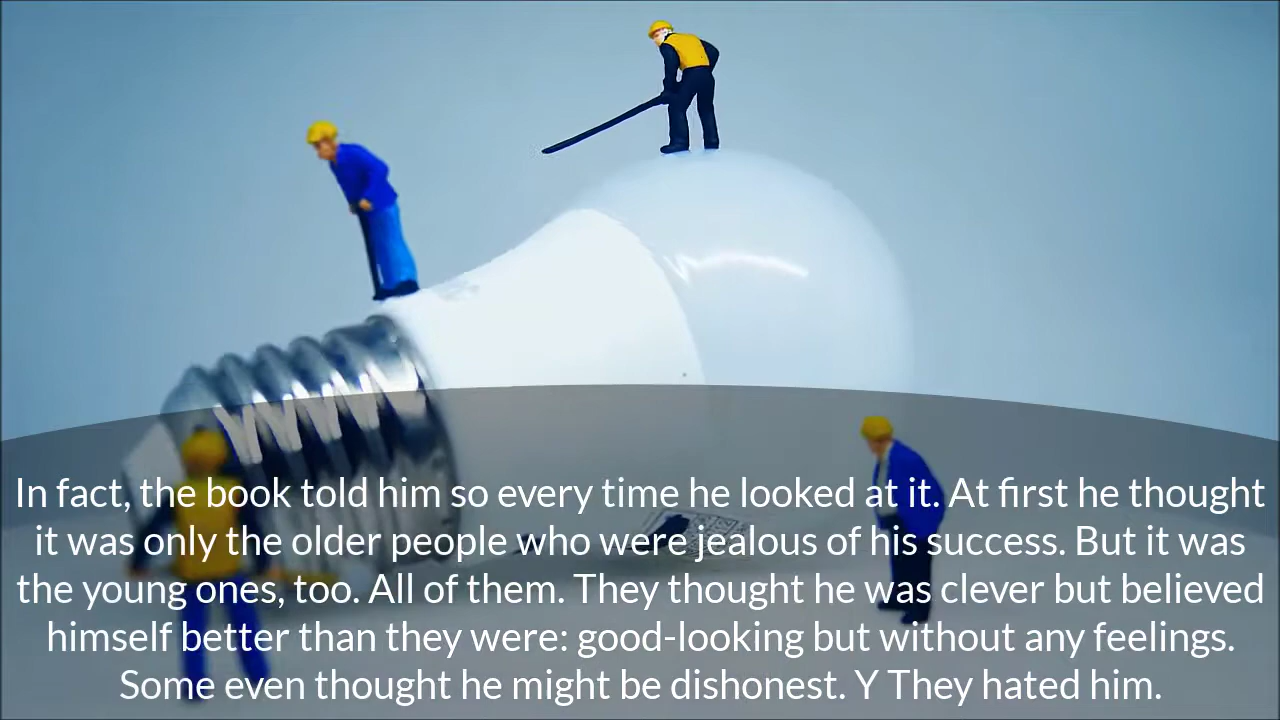 In fact, the book told him so every time he looked at it. At first he thought
it was only the older people who were jealous of his success. But it was
the young ones, too. All of them. They thought he was clever but believed
himself better than they were: good-looking but without any feelings.
Some even thought he might be dishonest. Y They hated him.